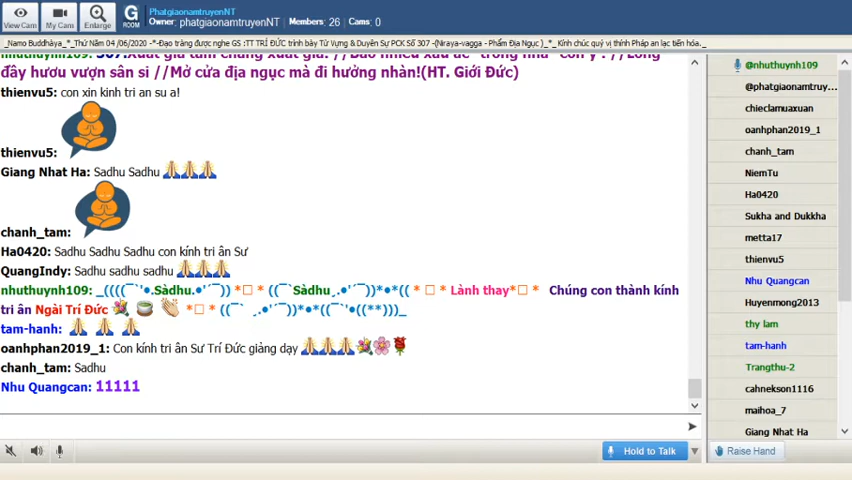 PhatgiaonamtruyenNT
Owner: phatgiaonamtruyenNT Members: 26 Cams: 0
View Cam
My Cam
Enlarge
G
ROOM
_Namo Buddhàya_*_Thứ Năm 04 /06/2020 -*-Đạo tràng được nghe GS :TT TRÍ ĐỨC trình bày Từ Vựng & Duyên Sự PCK Số 307 -(Niraya-vagga - Phẩm Địa Ngục )_*_ Kính chúc quý vị thính Pháp an lạc tiến hóa._
đầy hươu vượn sân si //Mở cửa địa ngục mà đi hưởng nhàn!(HT. Giới Đức)
thienvu5: con xin kinh tri an su a!
thienvu5:
Giang Nhat Ha: Sadhu Sadhu
chanh_tam:
Ha0420: Sadhu Sadhu Sadhu con kính tri ân Sư
QuangIndy: Sadhu sadhu sadhu
nhuthuynh109: _((((¯`'•.Sàdhu.•'´¯)) *□ * ((¯`Sàdhu¸.•'´¯))*•*(( * □ *□ * Lành thay*□ * Chúng con thành kính
tri ân Ngài Trí Đức *□ * ((¯` ¸.•'´¯))*•*((¯`'•((**)))_
tam-hanh:
oanhphan2019_1: Con kính tri ân Sư Trí Đức giảng dạy
chanh_tam: Sadhu
Nhu Quangcan: 11111
Hold to Talk
@nhuthuynh109
@phatgiaonamtruy...
chieclamuaxuan
oanhphan2019_1
chanh_tam
NiemTu
Ha0420
Sukha and Dukkha
metta17
thienvu5
Nhu Quangcan
Huyenmong2013
thy lam
tam-hanh
Trangthu-2
cahnekson1116
maihoa_7
Giang Nhat Ha
Raise Hand